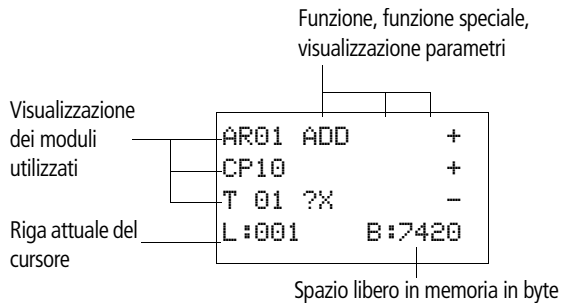 Funzione, funzione speciale,
visualizzazione parametri
Visualizzazione
dei moduli
utilizzati
AR01 ADD +
CP10 +
T 01 ?X -
L:001 B:7420
Riga attuale del
cursore
Spazio libero in memoria in byte